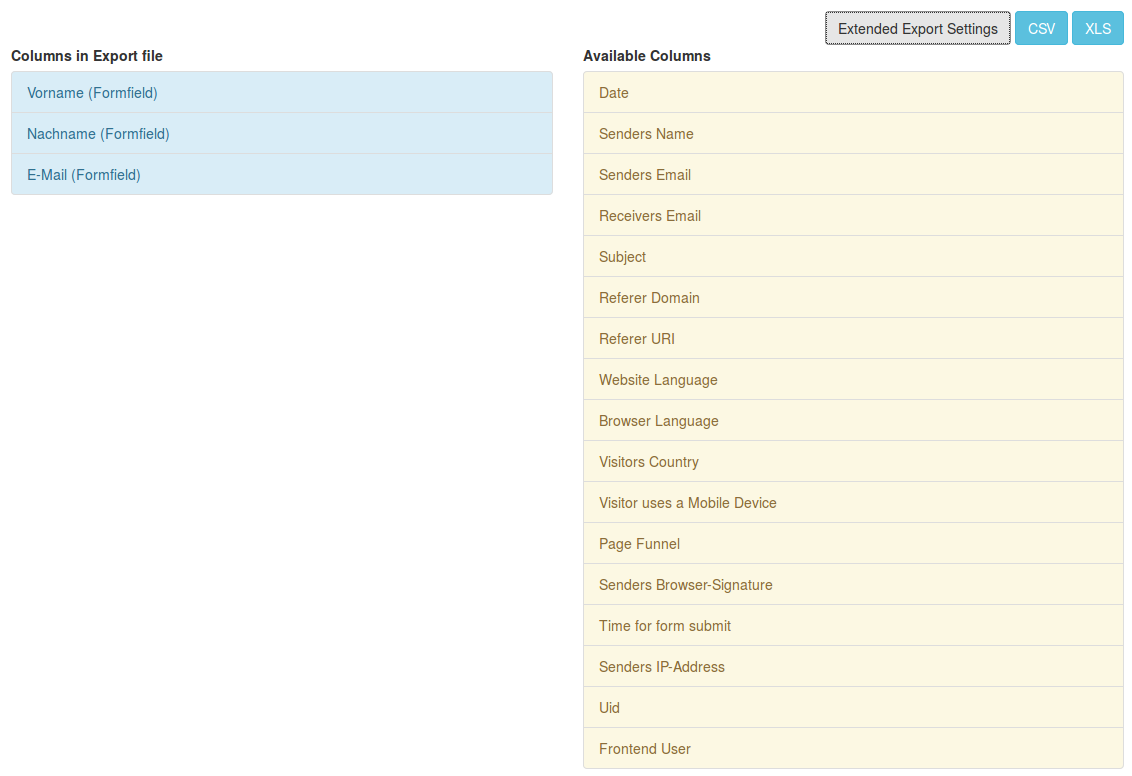 Extended Export Settings
CSV
XLS
Columns in Export file
Vorname (Formfield)
Nachname (Formfield)
E-Mail (Formfield)
Available Columns
Date
Senders Name
Senders Email
Receivers Email
Subject
Referer Domain
Referer URI
Website Language
Browser Language
Visitors Country
Visitor uses a Mobile Device
Page Funnel
Senders Browser-Signature
Time for form submit
Senders IP-Address
Uid
Frontend User